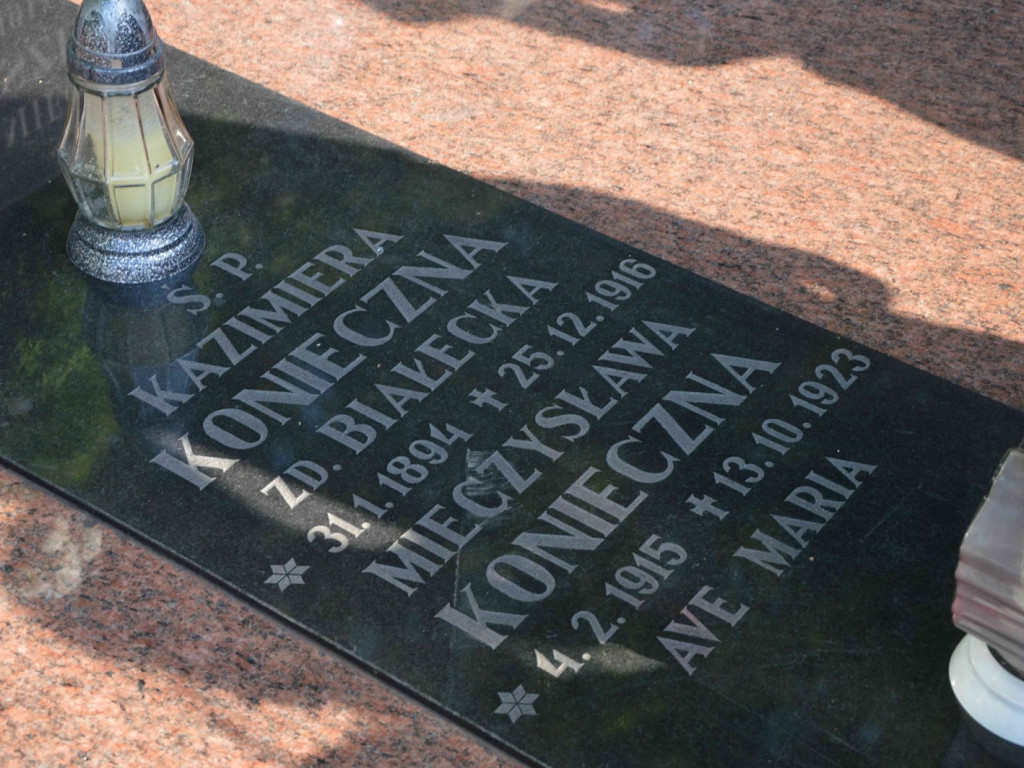 Ś. P.
KAZIMIERA
KONIECZNA
ZD. BIAŁECKA
31.1.1894 ✝ 25.12.1916
MIECZYSŁAWA
KONIECZNA
4.2.1915 ✝ 13.10.1923
AVE MARIA